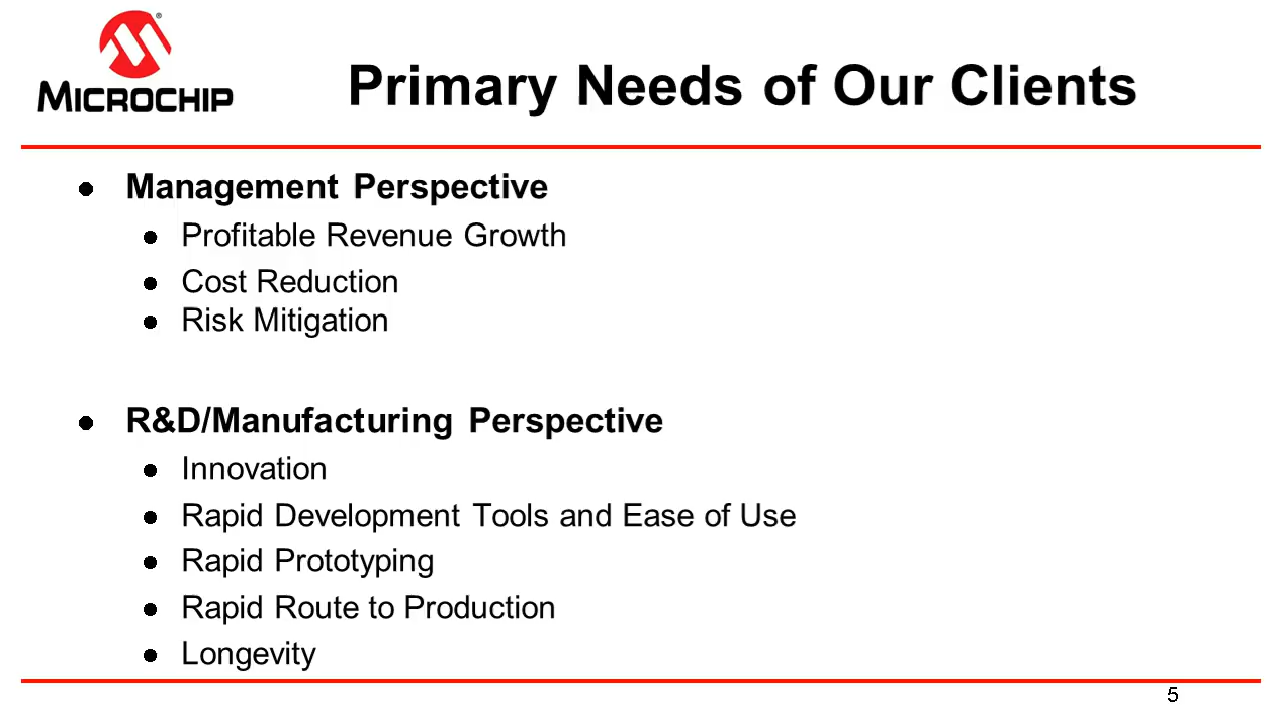 MICROCHIP
Primary Needs of Our Clients
● Management Perspective
● Profitable Revenue Growth
● Cost Reduction
● Risk Mitigation
● R&D/Manufacturing Perspective
● Innovation
● Rapid Development Tools and Ease of Use
● Rapid Prototyping
● Rapid Route to Production
● Longevity
5